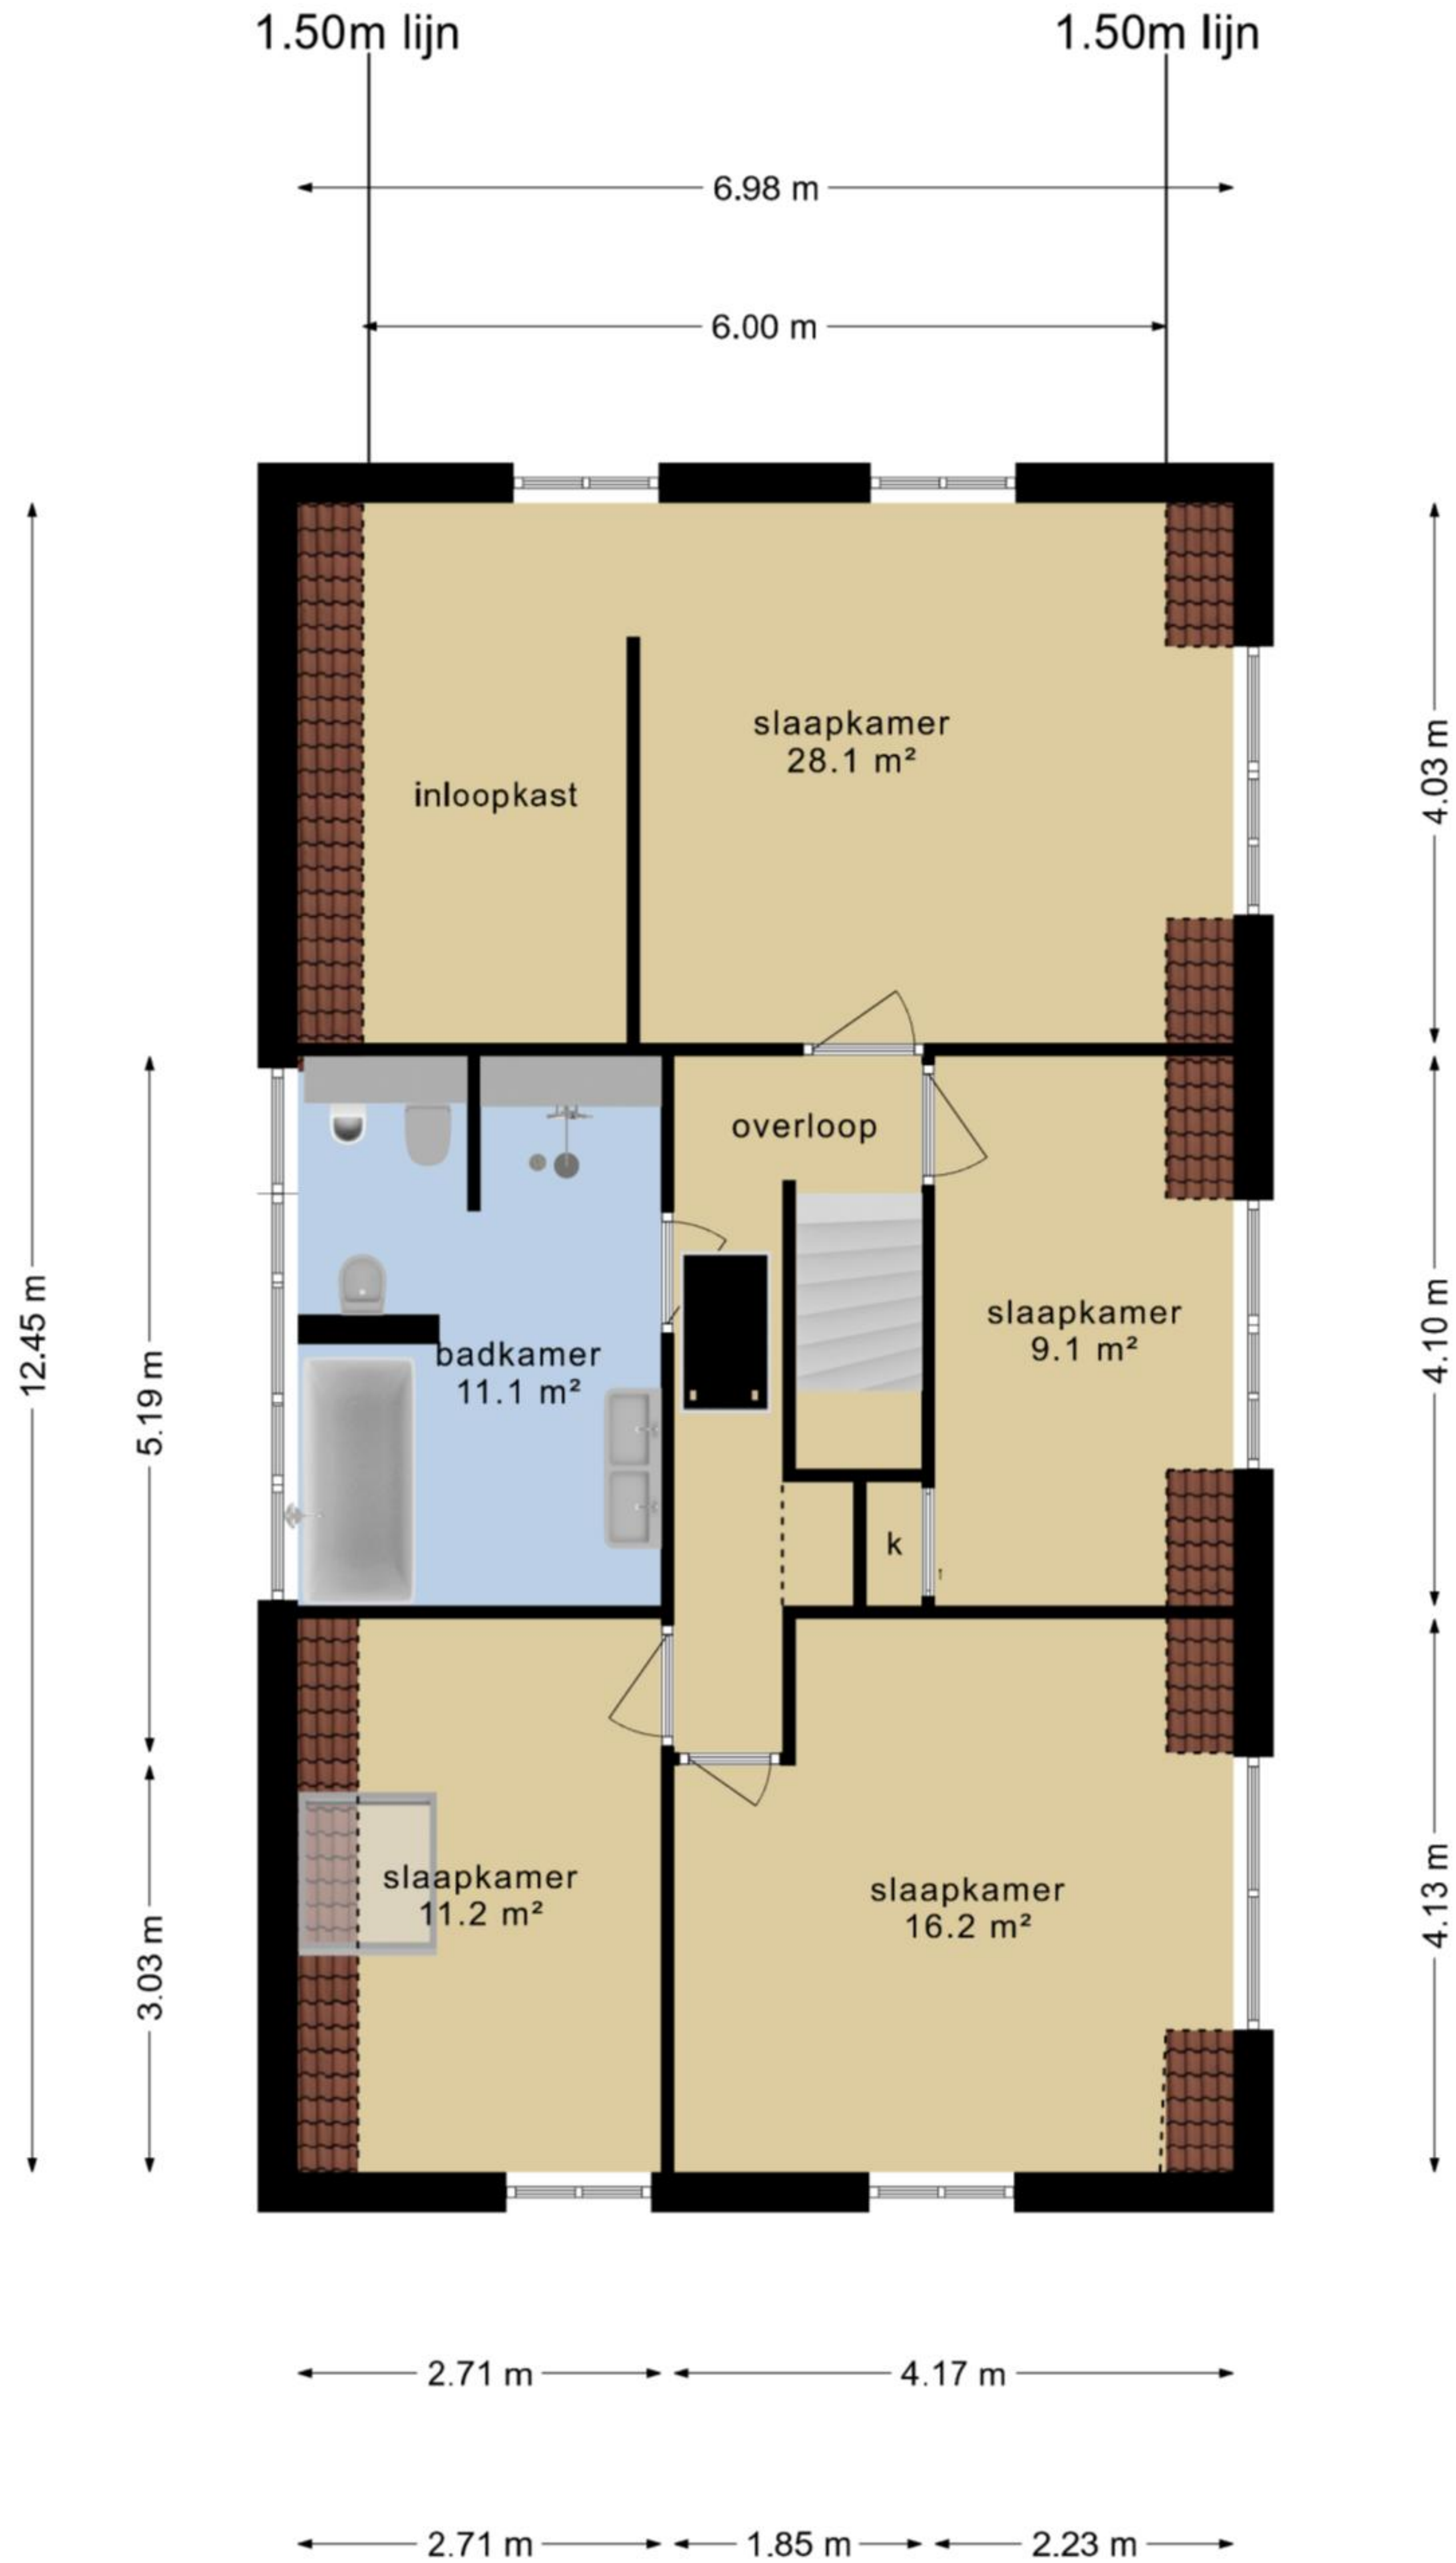 1.50m lijn
1.50m lijn
6.98 m
6.00 m
slaapkamer
28.1 m²
inloopkast
4.03 m
overloop
12.45 m
5.19 m
badkamer
11.1 m²
slaapkamer
9.1 m²
4.10 m
k
slaapkamer
11.2 m²
slaapkamer
16.2 m²
3.03 m
4.13 m
2.71 m
4.17 m
2.71 m
1.85 m
2.23 m